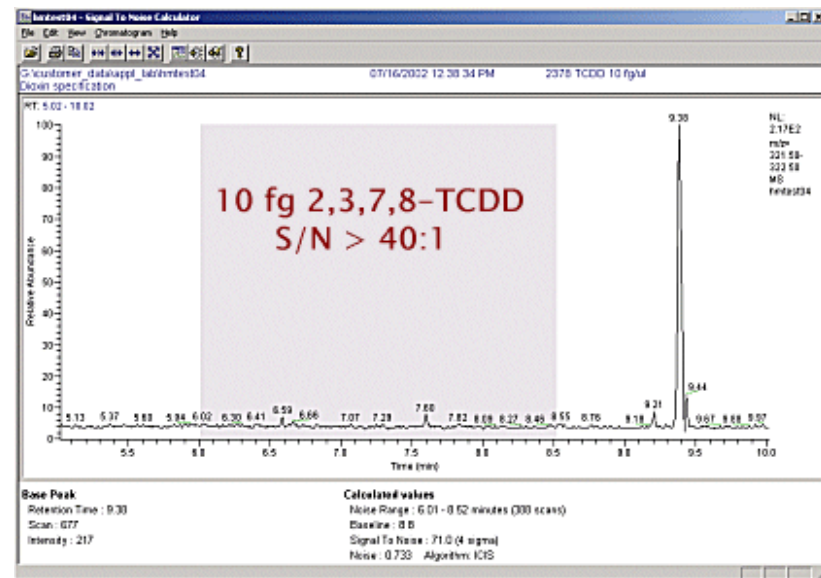 hmtest04 - Signal To Noise Calculator
File Edit View Chromatogram Help
G:\customer_data\appl_lab\hmtest04 07/16/2002 12:38:34 PM 2378 TCDD 10 fg/ul
Dioxin specification
RT: 5.02 - 10.02
NL:
2.17E2
m/z=
321.50-
322.50
MS
hmtest04
9.38
100
90
80
70
60
50
40
30
20
10
0
Relative Abundance
10 fg 2,3,7,8-TCDD
S/N > 40:1
5.13 5.37 5.60 5.84 6.02 6.30 6.41 6.59 6.66 7.07 7.28 7.60 7.82 8.09 8.27 8.46 8.55 8.76 9.18 9.21 9.44 9.67 9.88 9.97
5.5 6.0 6.5 7.0 7.5 8.0 8.5 9.0 9.5 10.0
Time (min)
Base Peak
Retention Time : 9.38
Scan : 677
Intensity : 217
Calculated values
Noise Range : 6.01 - 8.52 minutes (388 scans)
Baseline : 8.8
Signal To Noise : 71.0 (4 sigma)
Noise : 0.733 Algorithm: ICIS